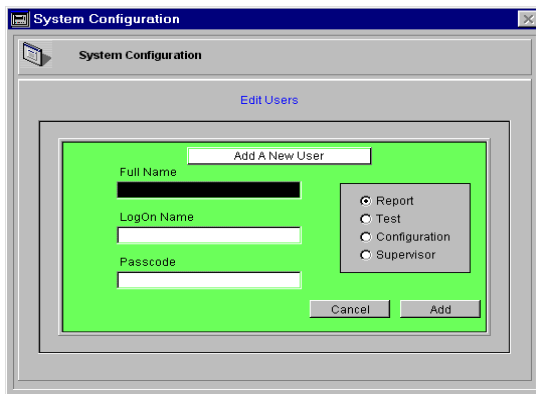 System Configuration
System Configuration
Edit Users
Add A New User
Full Name
LogOn Name
Passcode
Report
Test
Configuration
Supervisor
Cancel
Add